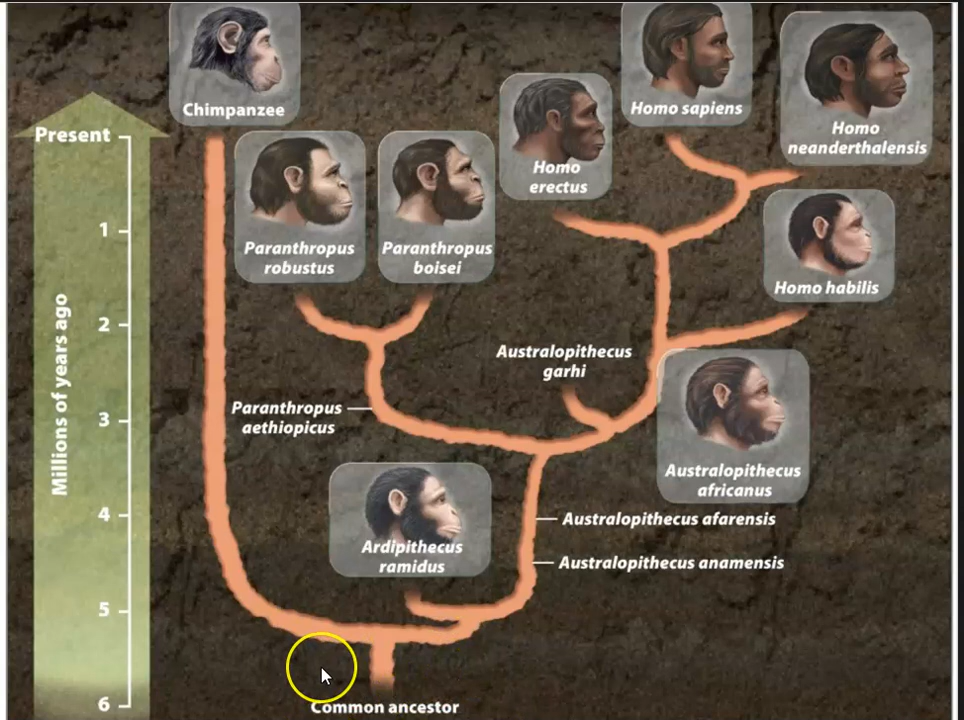 Chimpanzee
Homo sapiens
Homo
neanderthalensis
Homo
erectus
Present
Paranthropus
robustus
Paranthropus
boisei
1
Homo habilis
2
Millions of years ago
Australopithecus
garhi
Paranthropus
aethiopicus
3
Australopithecus
africanus
4
Australopithecus afarensis
Ardipithecus
ramidus
Australopithecus anamensis
5
6
Common ancestor